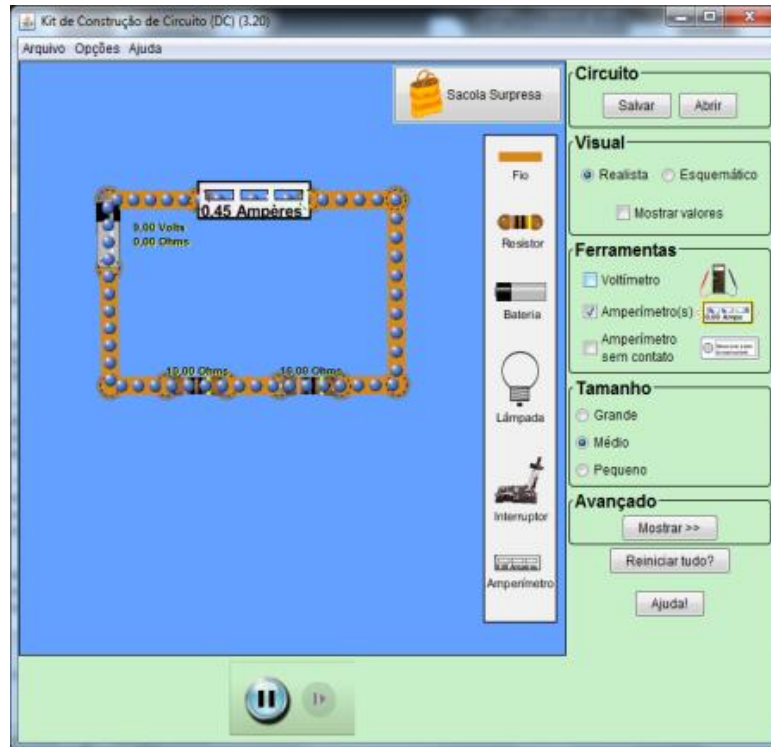 Kit de Construção de Circuito (DC) (3.20)
Arquivo Opções Ajuda
Sacola Surpresa
0.45 Ampères
9,00 Volts
0,00 Ohms
10,00 Ohms
10,00 Ohms
Fio
Resistor
Bateria
Lâmpada
Interruptor
Amperímetro
Circuito
Salvar
Abrir
Visual
Realista
Esquemático
Mostrar valores
Ferramentas
Voltímetro
Amperímetro(s)
Amperímetro
sem contato
Tamanho
Grande
Médio
Pequeno
Avançado
Mostrar >>
Reiniciar tudo?
Ajuda!